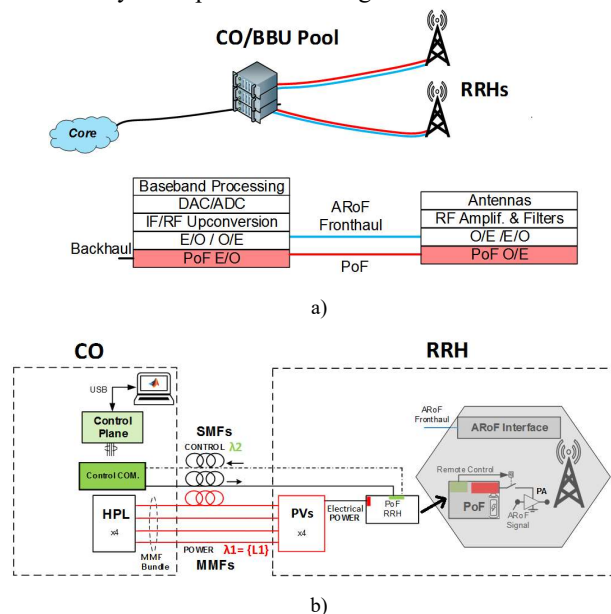 CO/BBU Pool
RRHs
Core
Baseband Processing
DAC/ADC
IF/RF Upconversion
E/O / O/E
PoF E/O
Backhaul
ARoF
Fronthaul
PoF
Antennas
RF Amplif. & Filters
O/E /E/O
PoF O/E
a)
CO
RRH
USB
Control
Plane
Control COM.
HPL
x4
MMF
Bundle
SMFs
CONTROL λ2
POWER λ1= {L1}
MMFs
PVs
x4
Electrical
POWER
PoF
RRH
ARoF
Fronthaul
ARoF Interface
Remote Control
PoF
PA
ARoF
Signal
b)